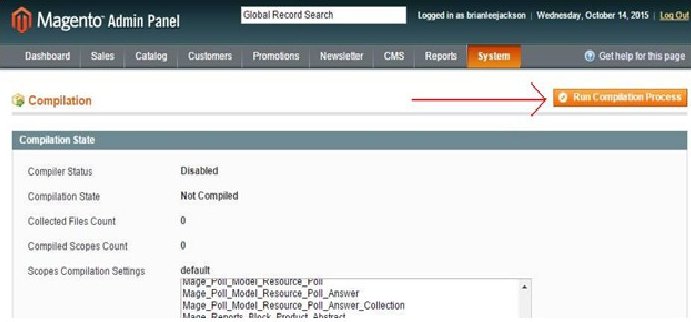 Magento Admin Panel
Global Record Search
Logged in as brianleejackson | Wednesday, October 14, 2015 | Log Out
Dashboard Sales Catalog Customers Promotions Newsletter CMS Reports System Get help for this page
Compilation
Run Compilation Process
Compilation State
Compiler Status Disabled
Compilation State Not Compiled
Collected Files Count 0
Compiled Scopes Count 0
Scopes Compilation Settings default
Mage_Poll_Model_Resource_Poll
Mage_Poll_Model_Resource_Poll_Answer
Mage_Poll_Model_Resource_Poll_Answer_Collection
Mage_Reports_Block_Product_Abstract